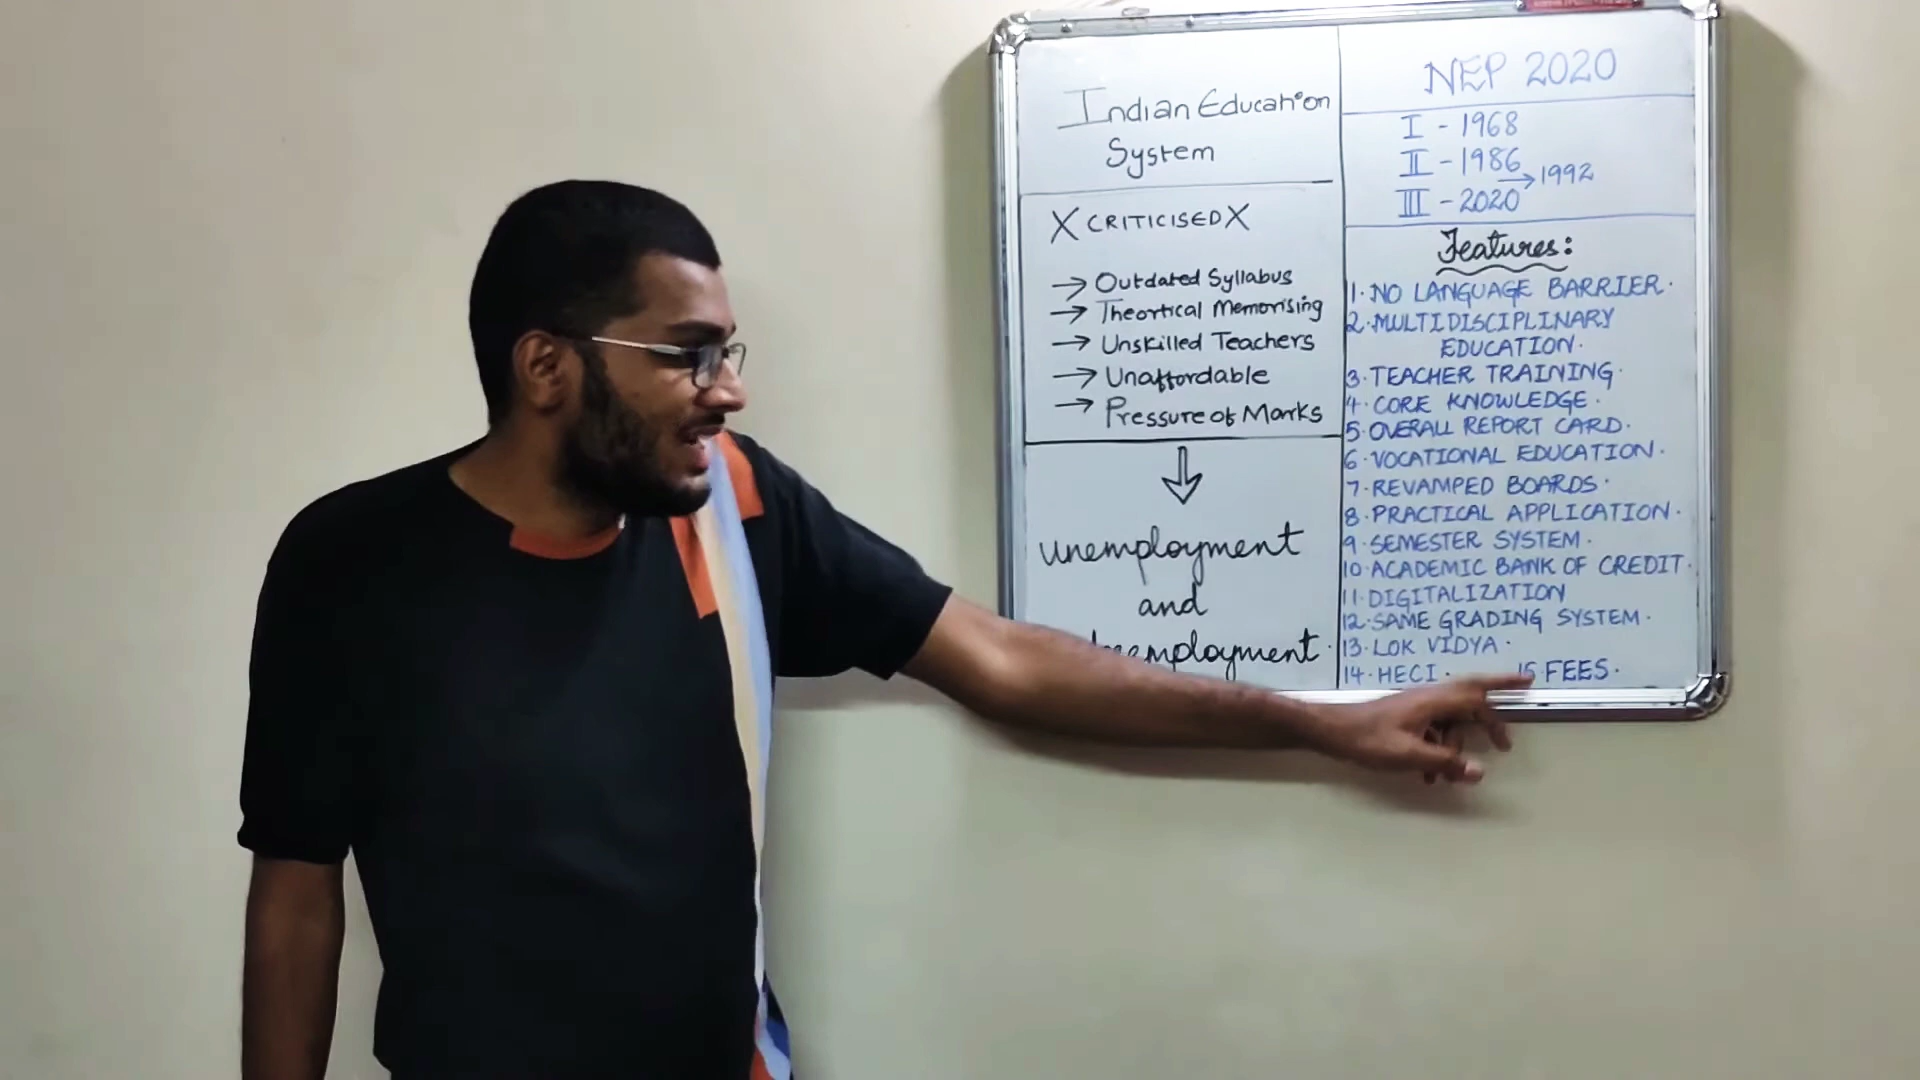 Indian Education
System
X CRITICISED X
→ Outdated Syllabus
→ Theortical Memorising
→ Unskilled Teachers
→ Unaffordable
→ Pressure of Marks
unemployment
and
NEP 2020
I - 1968
II - 1986
→ 1992
III - 2020
Features:
1. NO LANGUAGE BARRIER.
2. MULTIDISCIPLINARY
EDUCATION.
3. TEACHER TRAINING.
4. CORE KNOWLEDGE.
5. OVERALL REPORT CARD.
6. VOCATIONAL EDUCATION.
7. REVAMPED BOARDS.
8. PRACTICAL APPLICATION.
9. SEMESTER SYSTEM.
10. ACADEMIC BANK OF CREDIT.
11. DIGITALIZATION
12. SAME GRADING SYSTEM.
13. LOK VIDYA.
14. HECI. 15 FEES.